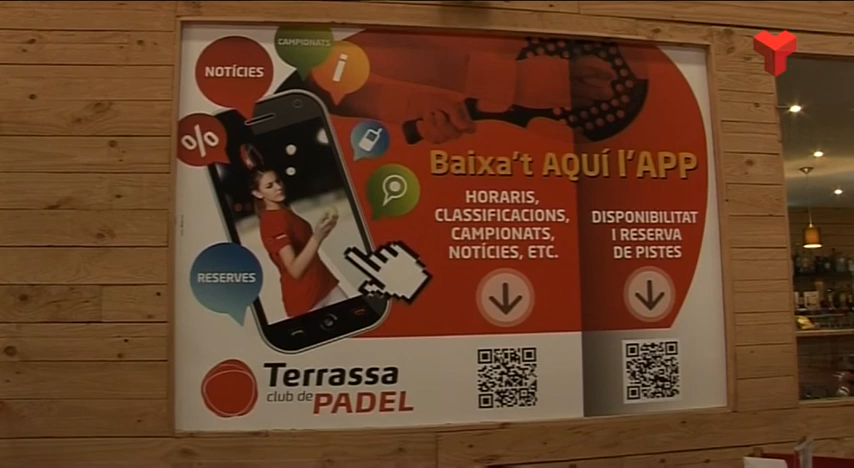 CAMPIONATS
NOTÍCIES
i
%
RESERVES
Baixa't AQUÍ l'APP
HORARIS,
CLASSIFICACIONS,
CAMPIONATS,
NOTÍCIES, ETC.
DISPONIBILITAT
I RESERVA
DE PISTES
Terrassa
club de PADEL